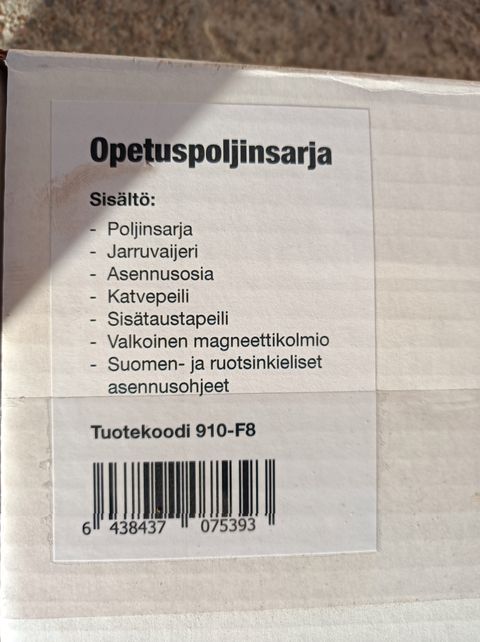 Opetuspoljinsarja
Sisältö:
- Poljinsarja
- Jarruvaijeri
- Asennusosia
- Katvepeili
- Sisätaustapeili
- Valkoinen magneettikolmio
- Suomen- ja ruotsinkieliset
asennusohjeet
Tuotekoodi 910-F8
6 438437 075393